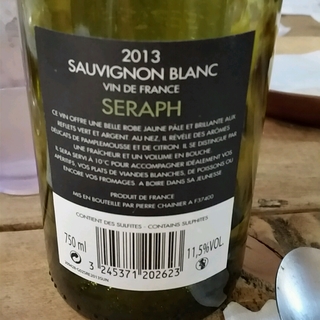 2013
SAUVIGNON BLANC
VIN DE FRANCE
SERAPH
CE VIN OFFRE UNE BELLE ROBE JAUNE PÂLE ET BRILLANTE AUX
REFLETS VERT ET ARGENT. AU NEZ, IL RÉVÈLE DES ARÔMES
DÉLICATS DE PAMPLEMOUSSE ET DE CITRON. IL SE DISTINGUE PAR
UNE FRAÎCHEUR ET UN VOLUME EN BOUCHE
IL SERA SERVI À 10°C POUR ACCOMPAGNER IDÉALEMENT VOS
APÉRITIFS, VOS PLATS DE VIANDES BLANCHES, DE POISSONS OU
ENCORE VOS FROMAGES. A BOIRE DANS SA JEUNESSE
PRODUIT DE FRANCE
MIS EN BOUTEILLE PAR PIERRE CHAINIER A F37400
CONTIENT DES SULFITES - CONTAINS SULPHITES
750 ml
11,5%VOL.
3 245371 202623